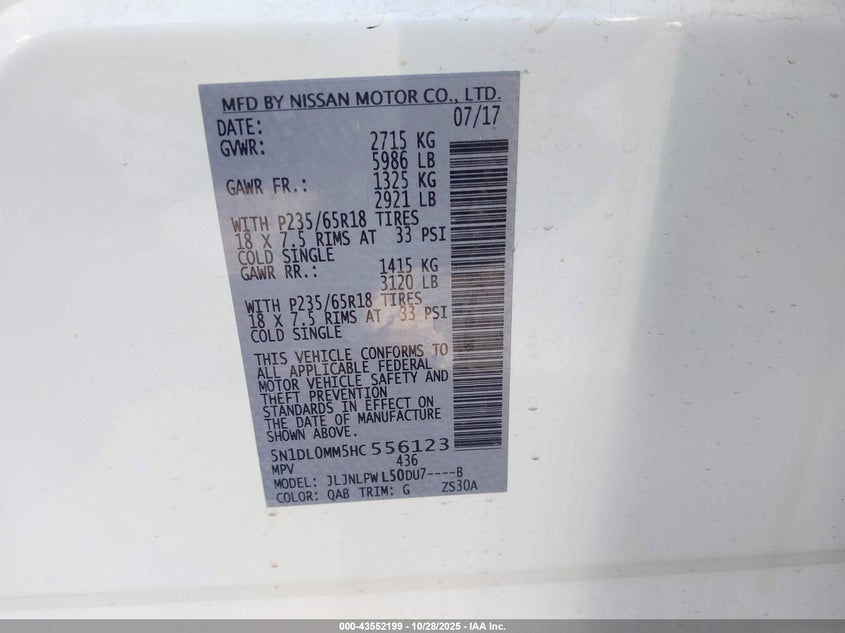 MFD BY NISSAN MOTOR CO., LTD.
DATE: 07/17
GVWR: 2715 KG
5986 LB
GAWR FR.: 1325 KG
2921 LB
WITH P235/65R18 TIRES
18 X 7.5 RIMS AT 33 PSI
COLD SINGLE
GAWR RR.: 1415 KG
3120 LB
WITH P235/65R18 TIRES
18 X 7.5 RIMS AT 33 PSI
COLD SINGLE
THIS VEHICLE CONFORMS TO
ALL APPLICABLE FEDERAL
MOTOR VEHICLE SAFETY AND
THEFT PREVENTION
STANDARDS IN EFFECT ON
THE DATE OF MANUFACTURE
SHOWN ABOVE.
5N1DL0MM5HC556123
MPV 436
MODEL: JLJNLPWL50DU7----B
COLOR: QAB TRIM: G ZS30A
000-43552199 - 10/28/2025 - IAA Inc.